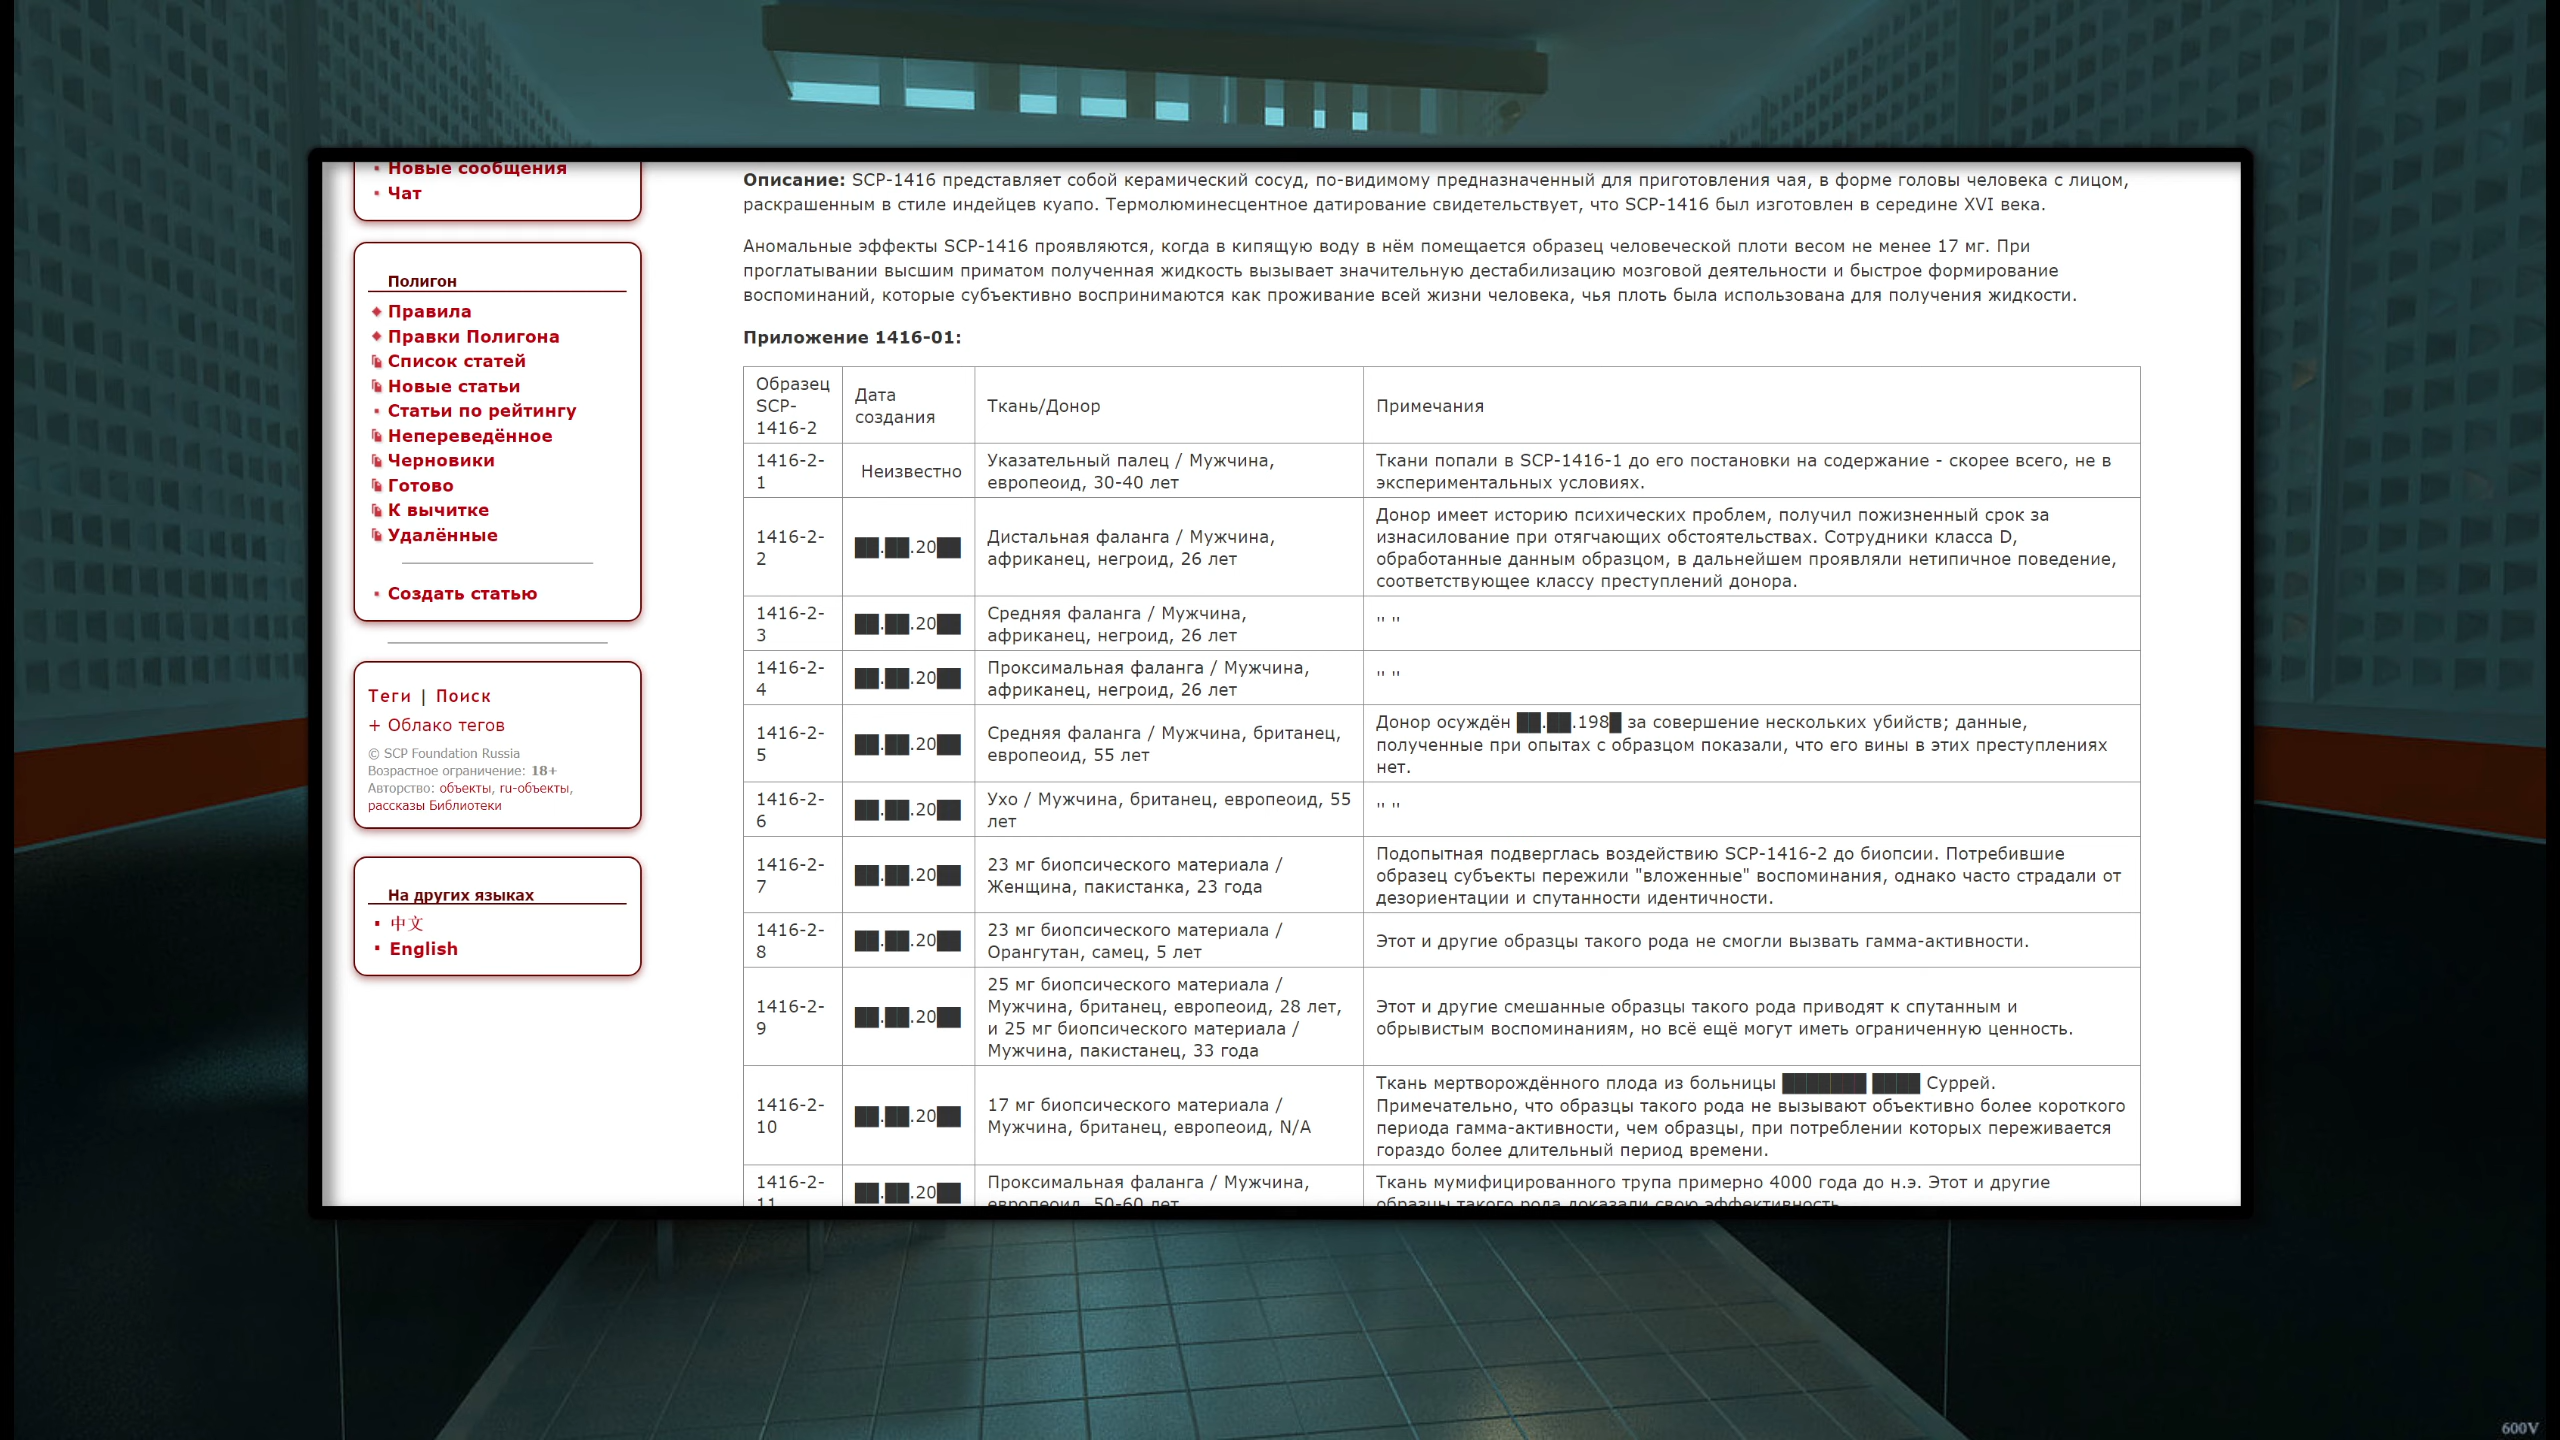 Новые сообщения
Чат
Полигон
Правила
Правки Полигона
Список статей
Новые статьи
Статьи по рейтингу
Непереведённое
Черновики
Готово
К вычитке
Удалённые
Создать статью
Теги | Поиск
+ Облако тегов
© SCP Foundation Russia
Возрастное ограничение: 18+
Авторство: объекты, ru-объекты,
рассказы Библиотеки
На других языках
中文
English
Описание: SCP-1416 представляет собой керамический сосуд, по-видимому предназначенный для приготовления чая, в форме головы человека с лицом,
раскрашенным в стиле индейцев куапо. Термолюминесцентное датирование свидетельствует, что SCP-1416 был изготовлен в середине XVI века.
Аномальные эффекты SCP-1416 проявляются, когда в кипящую воду в нём помещается образец человеческой плоти весом не менее 17 мг. При
проглатывании высшим приматом полученная жидкость вызывает значительную дестабилизацию мозговой деятельности и быстрое формирование
воспоминаний, которые субъективно воспринимаются как проживание всей жизни человека, чья плоть была использована для получения жидкости.
Приложение 1416-01:
Образец
SCP-
1416-2
Дата
создания
Ткань/Донор
Примечания
1416-2-
1
Неизвестно
Указательный палец / Мужчина,
европеоид, 30-40 лет
Ткани попали в SCP-1416-1 до его постановки на содержание - скорее всего, не в
экспериментальных условиях.
1416-2-
2
██.██.20██
Дистальная фаланга / Мужчина,
африканец, негроид, 26 лет
Донор имеет историю психических проблем, получил пожизненный срок за
изнасилование при отягчающих обстоятельствах. Сотрудники класса D,
обработанные данным образцом, в дальнейшем проявляли нетипичное поведение,
соответствующее классу преступлений донора.
1416-2-
3
██.██.20██
Средняя фаланга / Мужчина,
африканец, негроид, 26 лет
" "
1416-2-
4
██.██.20██
Проксимальная фаланга / Мужчина,
африканец, негроид, 26 лет
" "
1416-2-
5
██.██.20██
Средняя фаланга / Мужчина, британец,
европеоид, 55 лет
Донор осуждён ██.██.198█ за совершение нескольких убийств; данные,
полученные при опытах с образцом показали, что его вины в этих преступлениях
нет.
1416-2-
6
██.██.20██
Ухо / Мужчина, британец, европеоид, 55
лет
" "
1416-2-
7
██.██.20██
23 мг биопсического материала /
Женщина, пакистанка, 23 года
Подопытная подверглась воздействию SCP-1416-2 до биопсии. Потребившие
образец субъекты пережили "вложенные" воспоминания, однако часто страдали от
дезориентации и спутанности идентичности.
1416-2-
8
██.██.20██
23 мг биопсического материала /
Орангутан, самец, 5 лет
Этот и другие образцы такого рода не смогли вызвать гамма-активности.
1416-2-
9
██.██.20██
25 мг биопсического материала /
Мужчина, британец, европеоид, 28 лет,
и 25 мг биопсического материала /
Мужчина, пакистанец, 33 года
Этот и другие смешанные образцы такого рода приводят к спутанным и
обрывистым воспоминаниям, но всё ещё могут иметь ограниченную ценность.
1416-2-
10
██.██.20██
17 мг биопсического материала /
Мужчина, британец, европеоид, N/A
Ткань мертворождённого плода из больницы ███████ ████ Суррей.
Примечательно, что образцы такого рода не вызывают объективно более короткого
периода гамма-активности, чем образцы, при потреблении которых переживается
гораздо более длительный период времени.
1416-2-
11
██.██.20██
Проксимальная фаланга / Мужчина,
европеоид, 50-60 лет
Ткань мумифицированного трупа примерно 4000 года до н.э. Этот и другие
образцы такого рода доказали свою эффективность.
600V